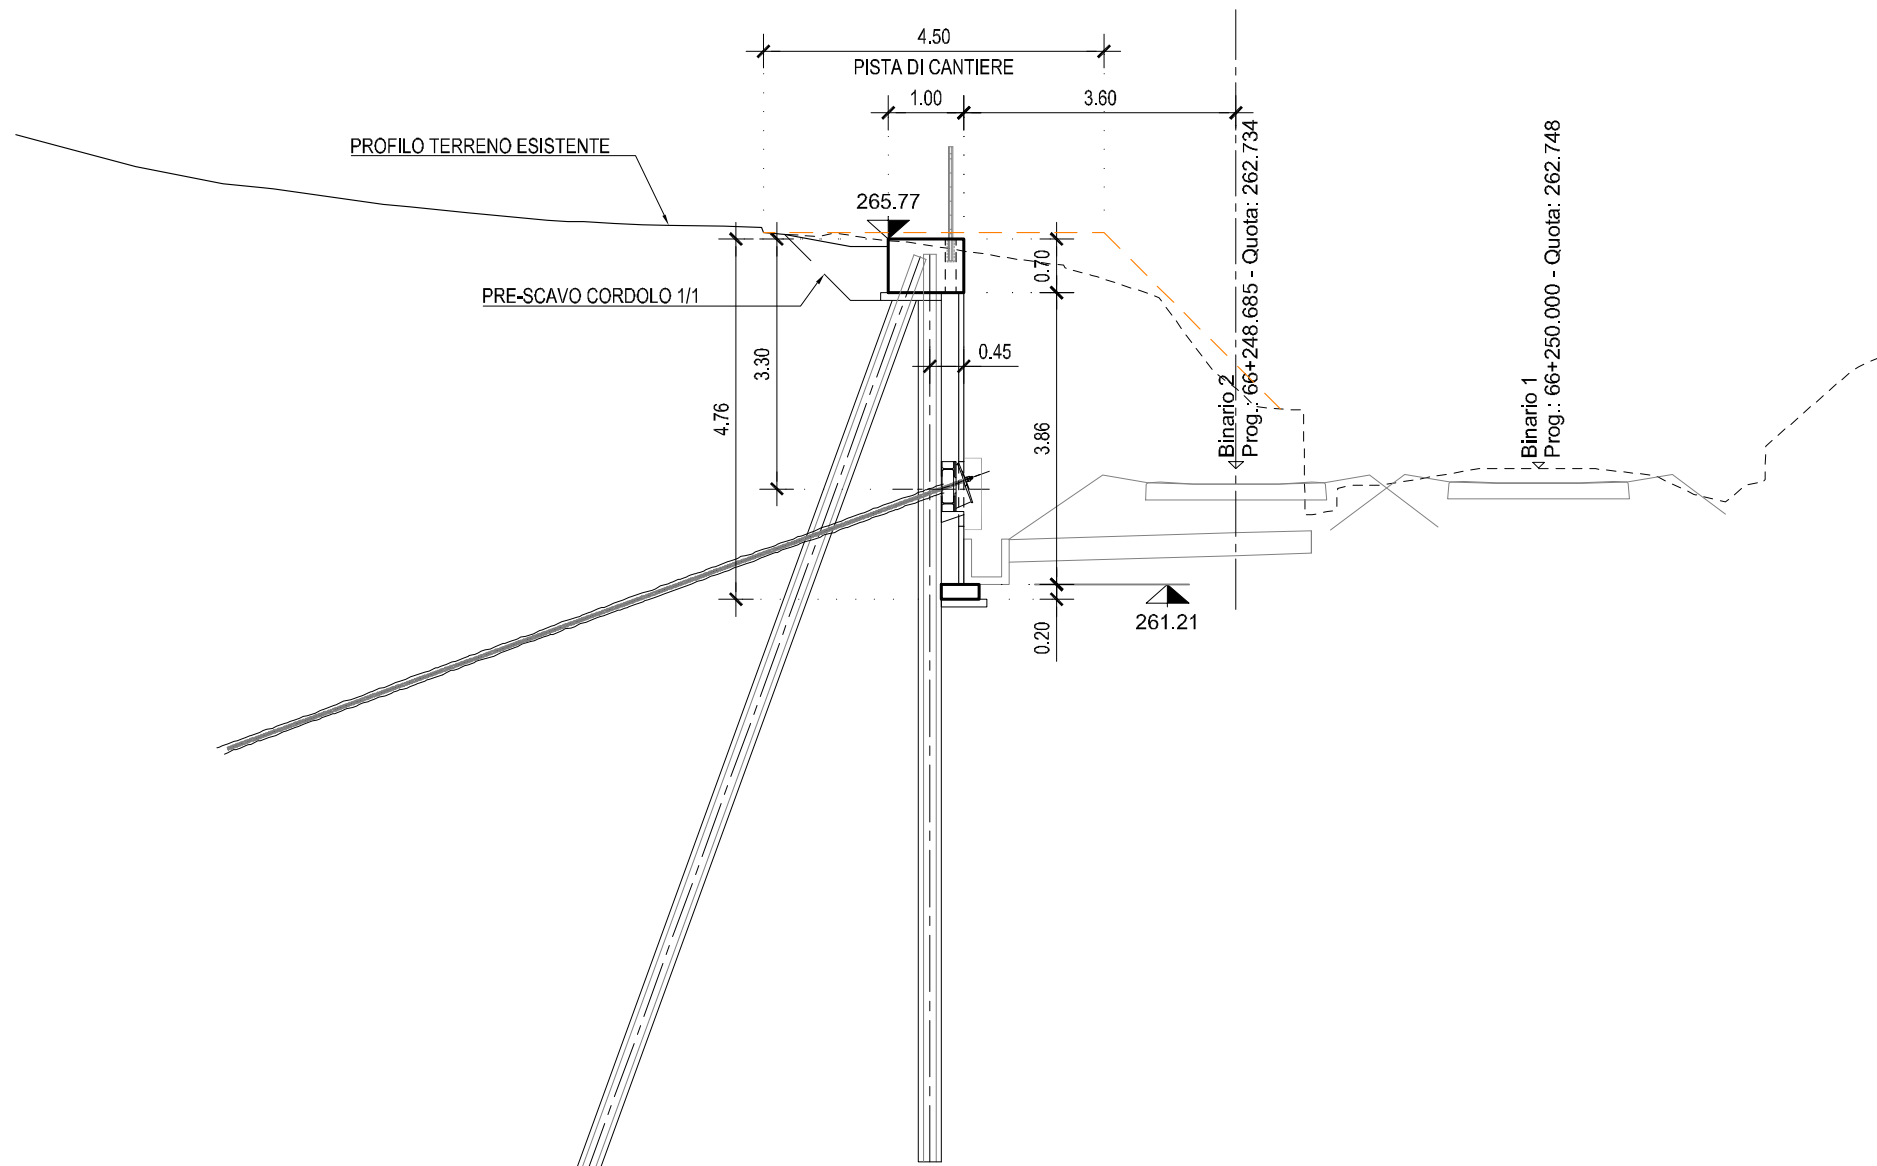 4.50
PISTA DI CANTIERE
1.00
3.60
PROFILO TERRENO ESISTENTE
265.77
PRE-SCAVO CORDOLO 1/1
0.70
0.45
3.30
4.76
3.86
0.20
261.21
Binario 2
Prog.: 66+248.685 - Quota: 262.734
Binario 1
Prog.: 66+250.000 - Quota: 262.748